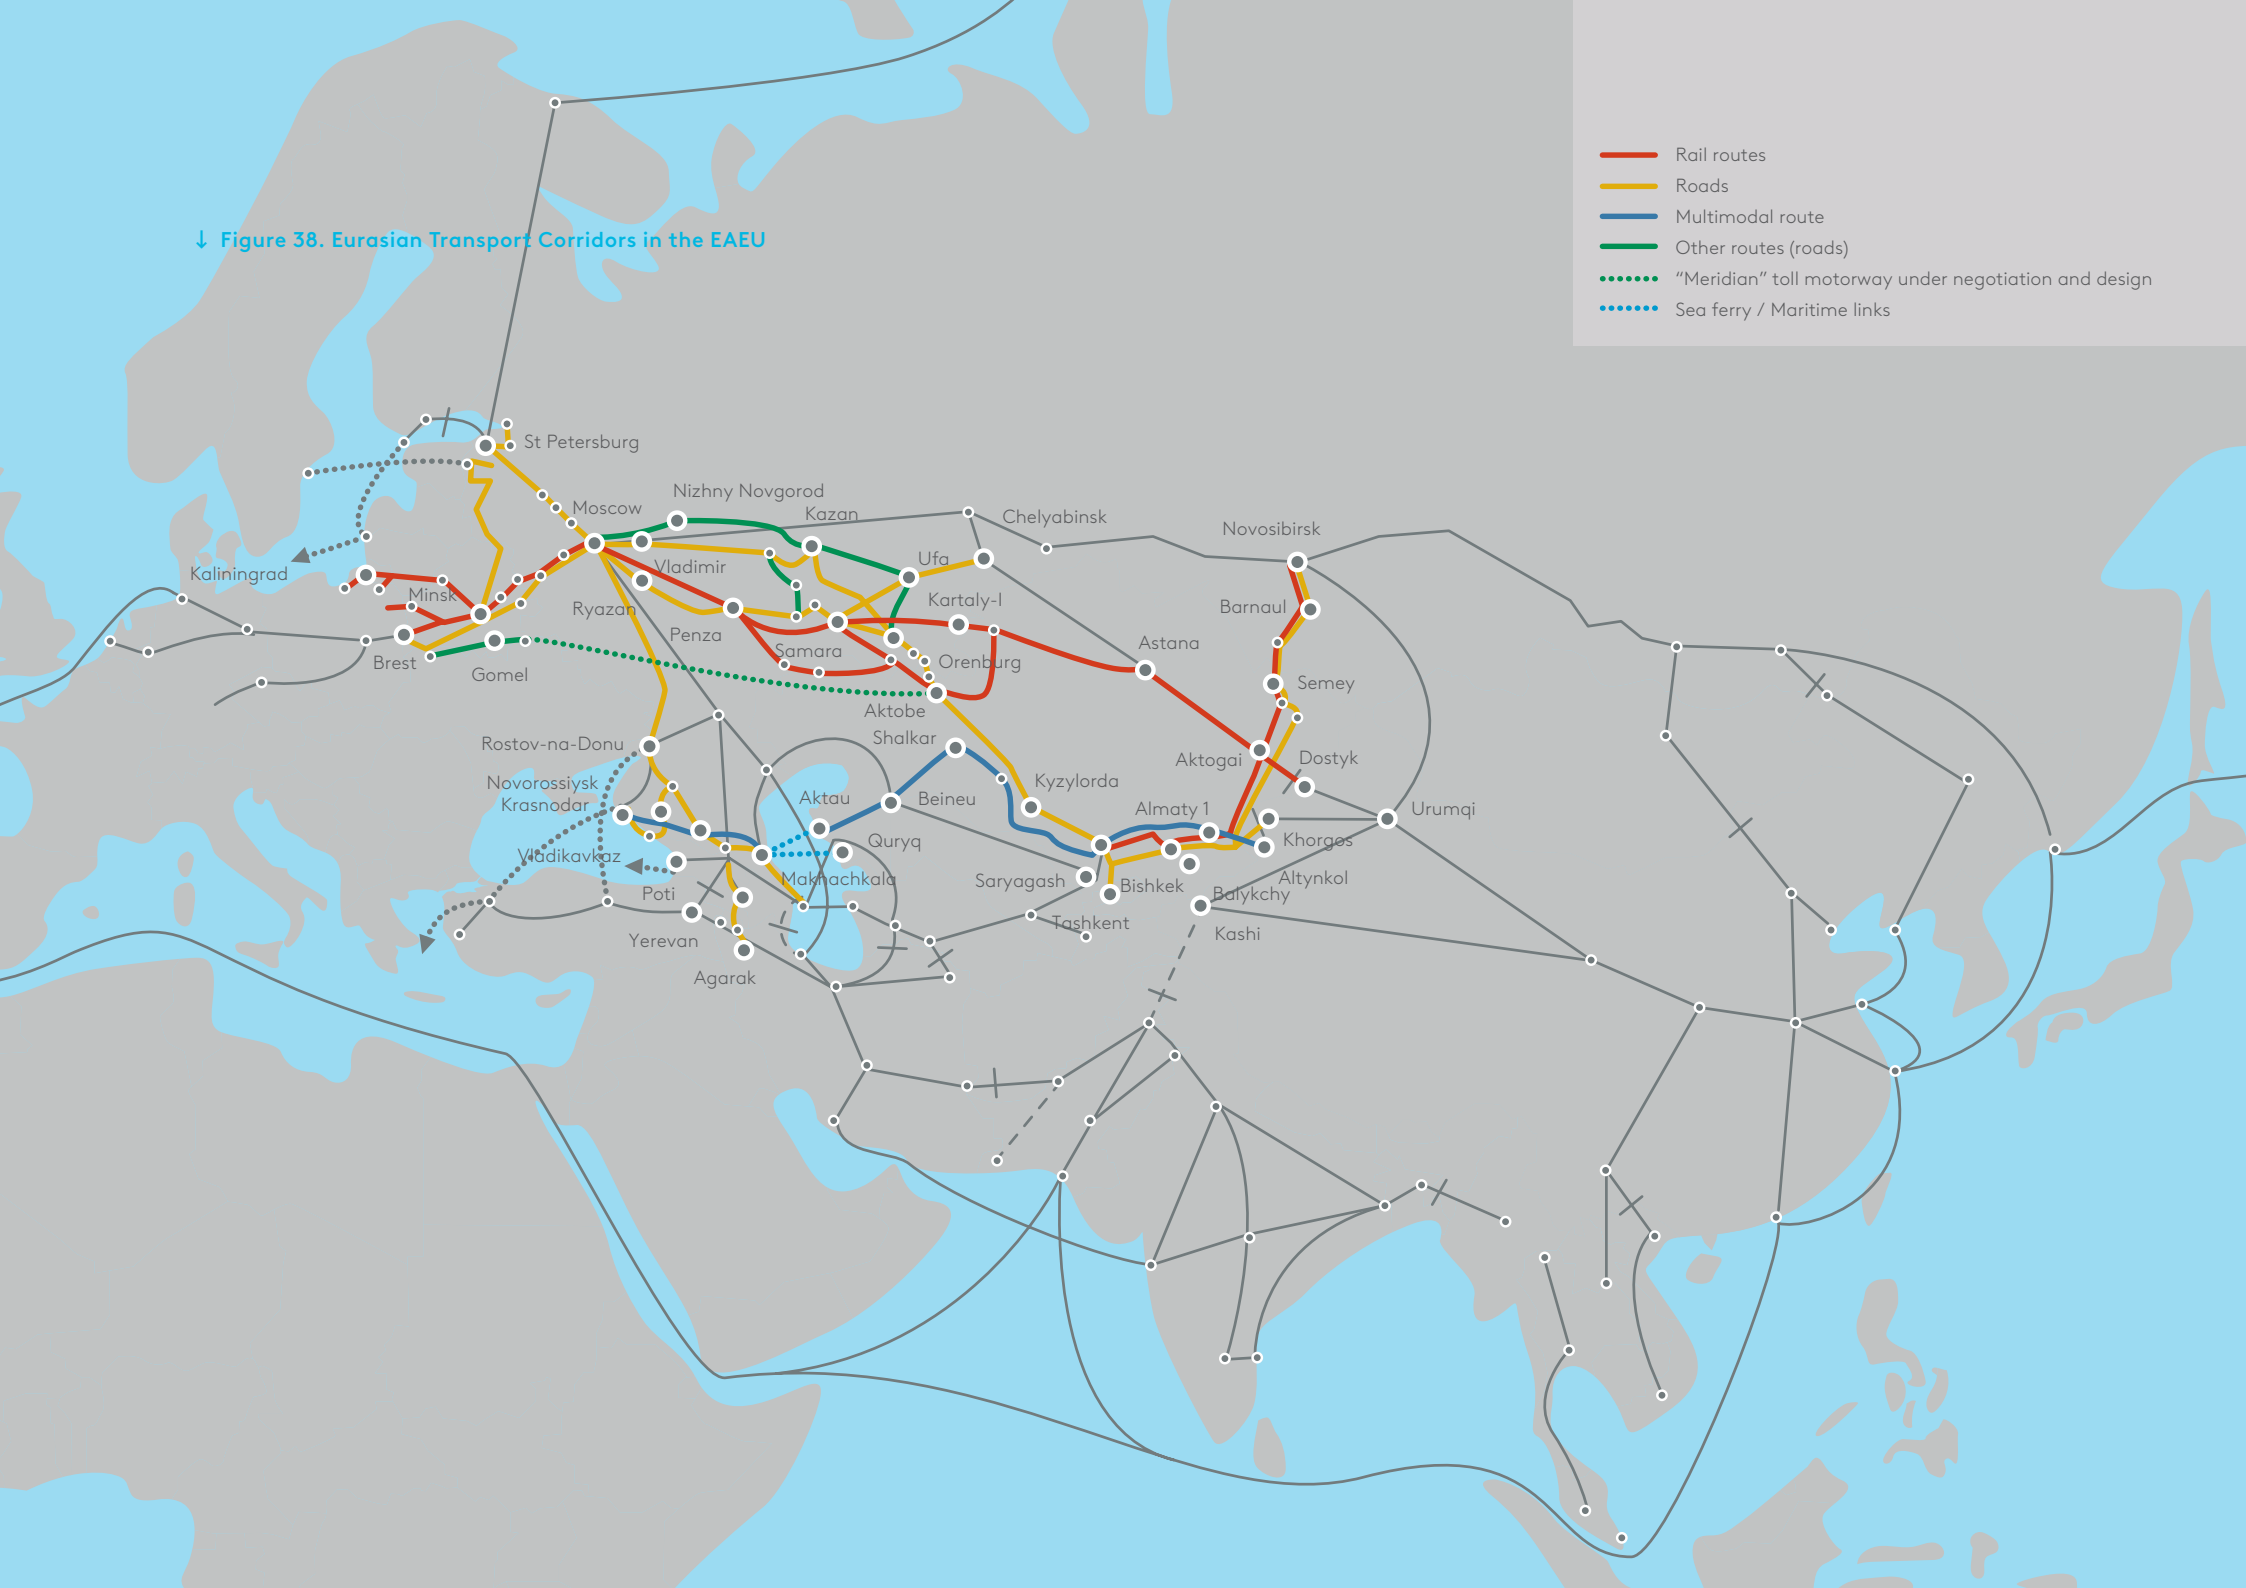 Rail routes
Roads
Multimodal route
Other routes (roads)
“Meridian” toll motorway under negotiation and design
Sea ferry / Maritime links
↓ Figure 38. Eurasian Transport Corridors in the EAEU
St Petersburg
Nizhny Novgorod
Moscow
Kazan
Chelyabinsk
Novosibirsk
Kaliningrad
Ufa
Vladimir
Minsk
Kartaly-I
Ryazan
Barnaul
Penza
Astana
Samara
Brest
Orenburg
Gomel
Semey
Aktobe
Shalkar
Rostov-na-Donu
Aktogai
Dostyk
Novorossiysk
Kyzylorda
Krasnodar
Aktau
Beineu
Almaty 1
Urumqi
Quryq
Khorgos
Vladikavkaz
Makhachkala
Saryagash
Bishkek
Altynkol
Poti
Balykchy
Tashkent
Kashi
Yerevan
Agarak